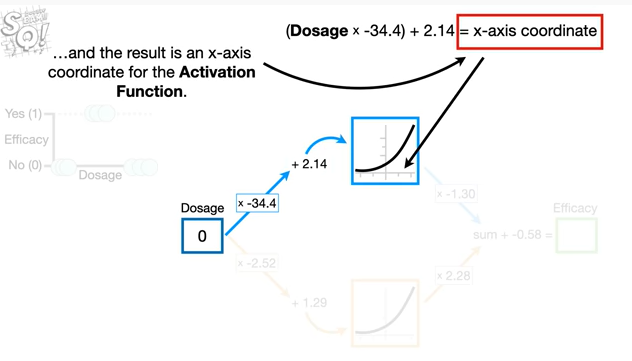 SQ!
(Dosage × -34.4) + 2.14 = x-axis coordinate
...and the result is an x-axis
coordinate for the Activation
Function.
Yes (1)
Efficacy
No (0)
Dosage
+ 2.14
× -34.4
Dosage
0
× -1.30
Efficacy
sum + -0.58 =
× -2.52
× 2.28
+ 1.29